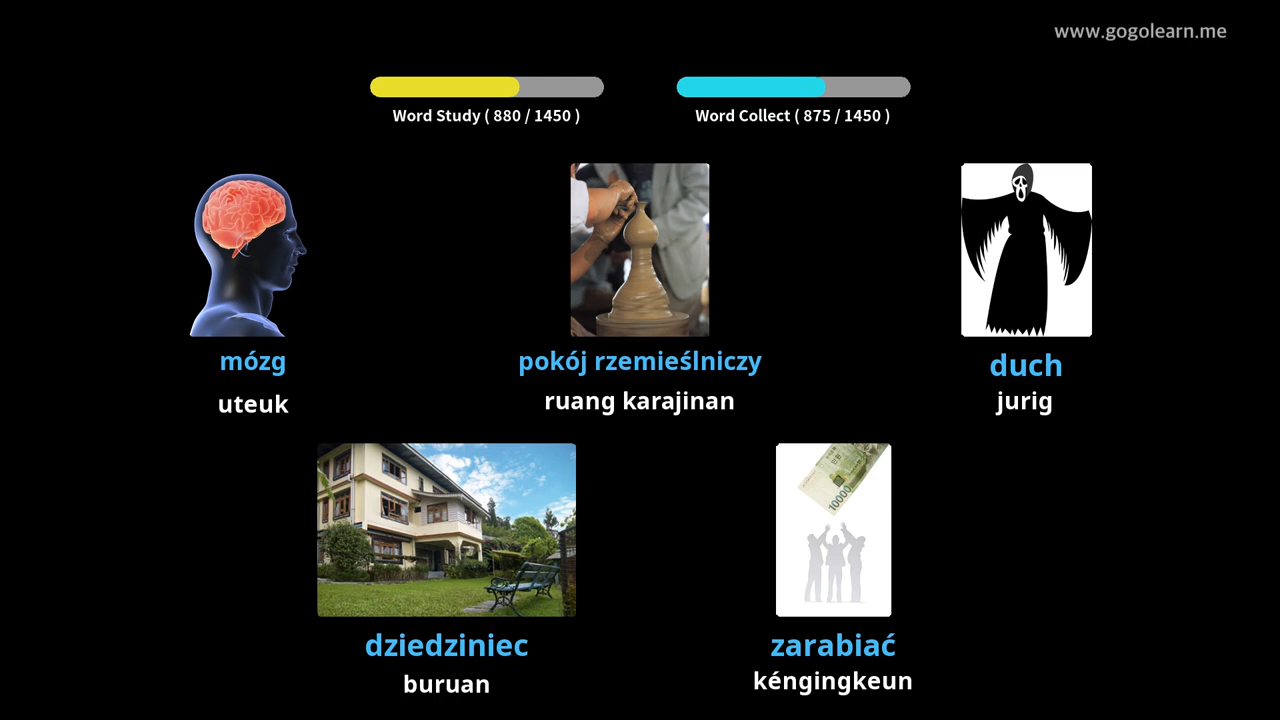 www.gogolearn.me
Word Study ( 880 / 1450 )
Word Collect ( 875 / 1450 )
mózg
pokój rzemieślniczy
duch
uteuk
ruang karajinan
jurig
10000
dziedziniec
zarabiać
buruan
kéngingkeun